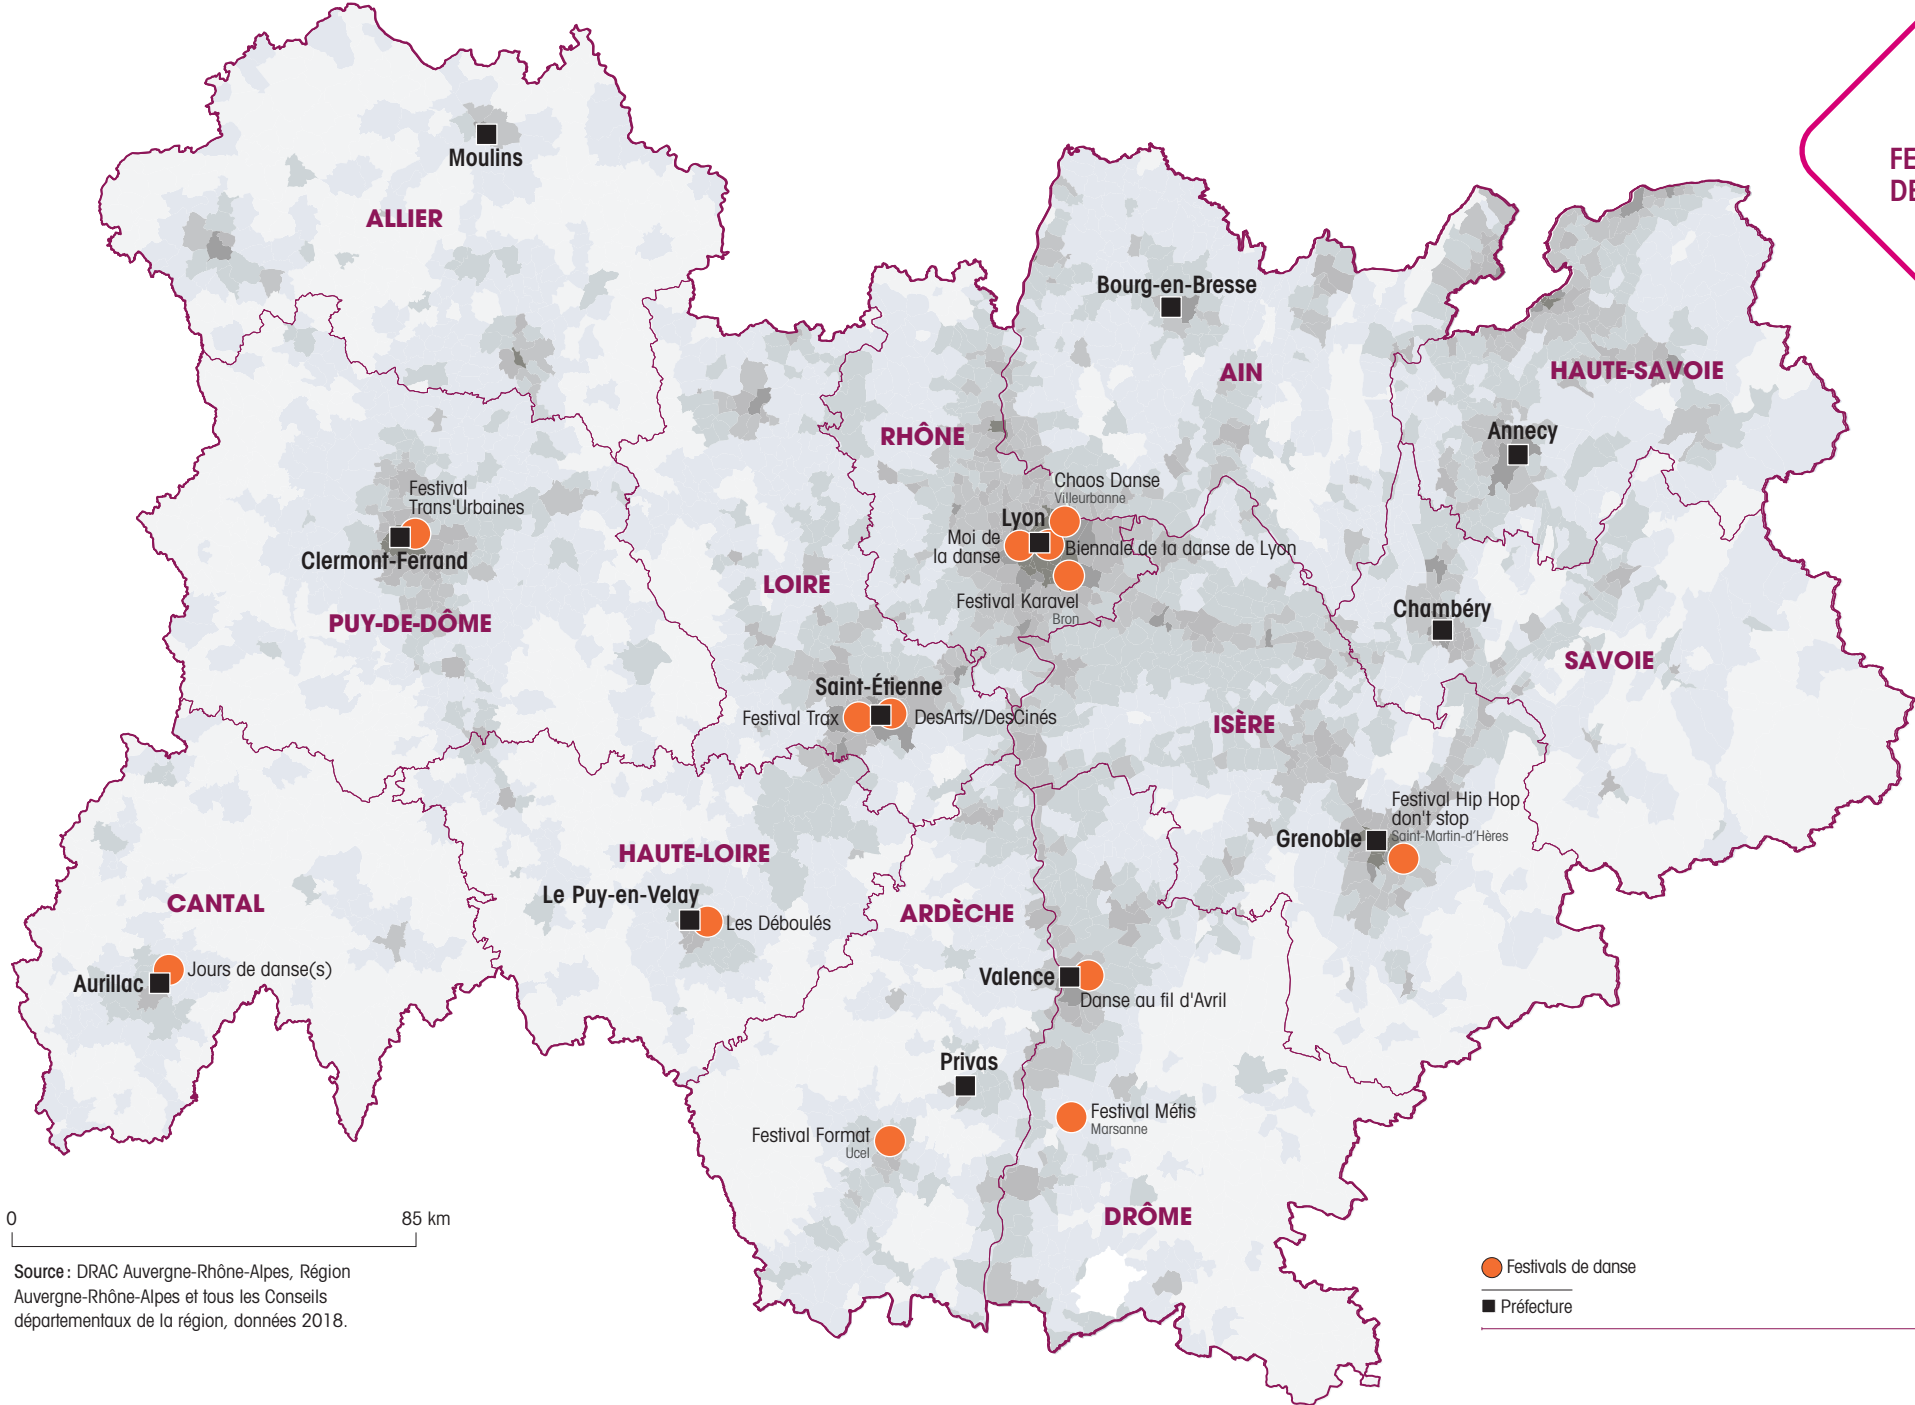 FE
DE
Moulins
ALLIER
Bourg-en-Bresse
AIN
HAUTE-SAVOIE
Annecy
RHÔNE
Chaos Danse
Villeurbanne
Lyon
Moi de
la danse
Biennale de la danse de Lyon
Festival Karavel
Bron
Festival
Trans'Urbaines
Clermont-Ferrand
PUY-DE-DÔME
LOIRE
Chambéry
SAVOIE
Saint-Étienne
Festival Trax
DesArts//DesCinés
ISÈRE
Festival Hip Hop
don't stop
Saint-Martin-d'Hères
Grenoble
HAUTE-LOIRE
Le Puy-en-Velay
Les Déboulés
CANTAL
Jours de danse(s)
Aurillac
ARDÈCHE
Valence
Danse au fil d'Avril
Privas
Festival Métis
Marsanne
Festival Format
Ucel
DRÔME
0
85 km
Source : DRAC Auvergne-Rhône-Alpes, Région
Auvergne-Rhône-Alpes et tous les Conseils
départementaux de la région, données 2018.
Festivals de danse
Préfecture